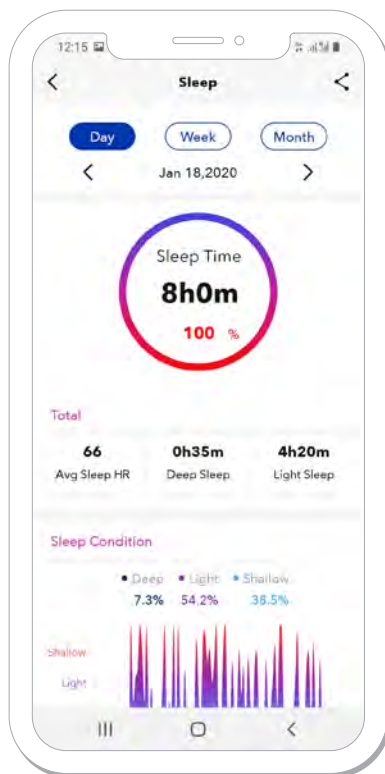 12:15
Sleep
Day Week Month
Jan 18,2020
Sleep Time
8h0m
100 %
Total
66 0h35m 4h20m
Avg Sleep HR Deep Sleep Light Sleep
Sleep Condition
Deep Light Shallow
7.3% 54.2% 38.5%
Shallow
Light